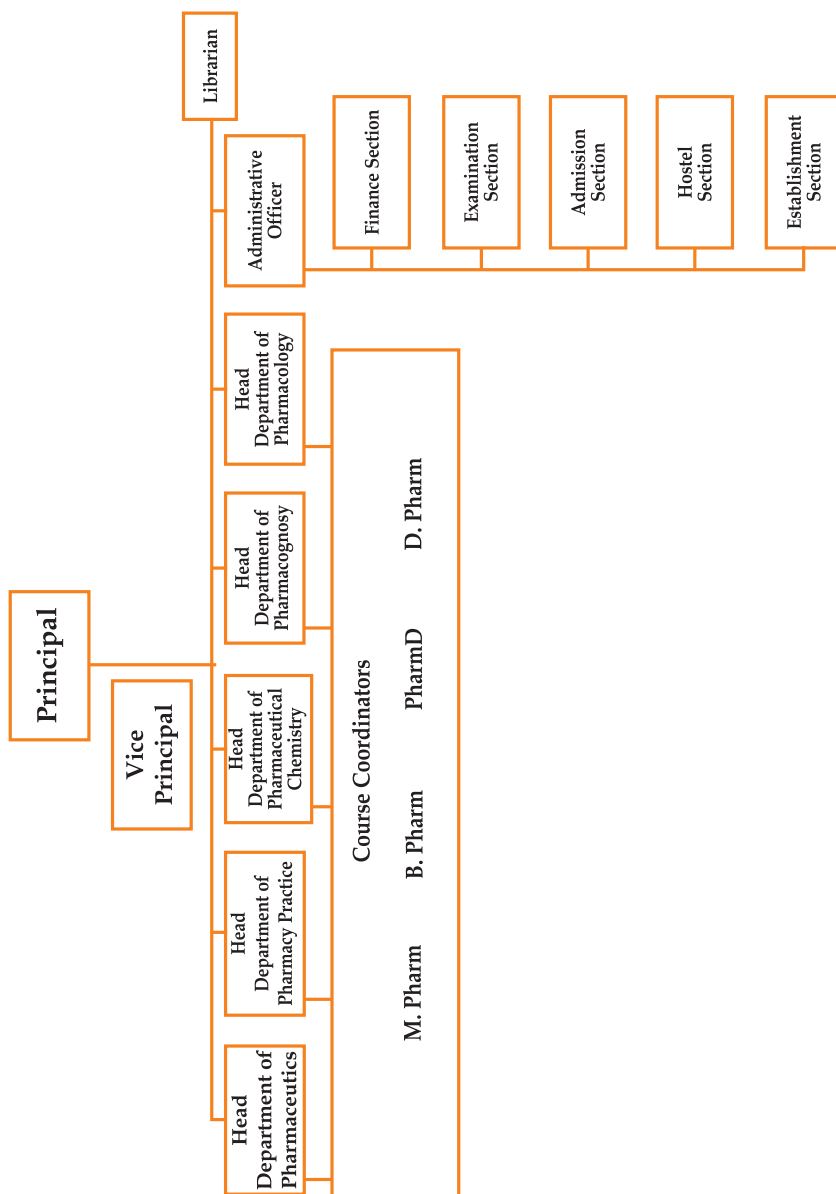 Principal
Vice
Principal
Head
Department of
Pharmaceutics
Head
Department of
Pharmacy Practice
Head
Department of
Pharmaceutical
Chemistry
Head
Department of
Pharmacognosy
Head
Department of
Pharmacology
Administrative
Officer
Librarian
Course Coordinators
M. Pharm B. Pharm PharmD D. Pharm
Finance Section
Examination
Section
Admission
Section
Hostel
Section
Establishment
Section